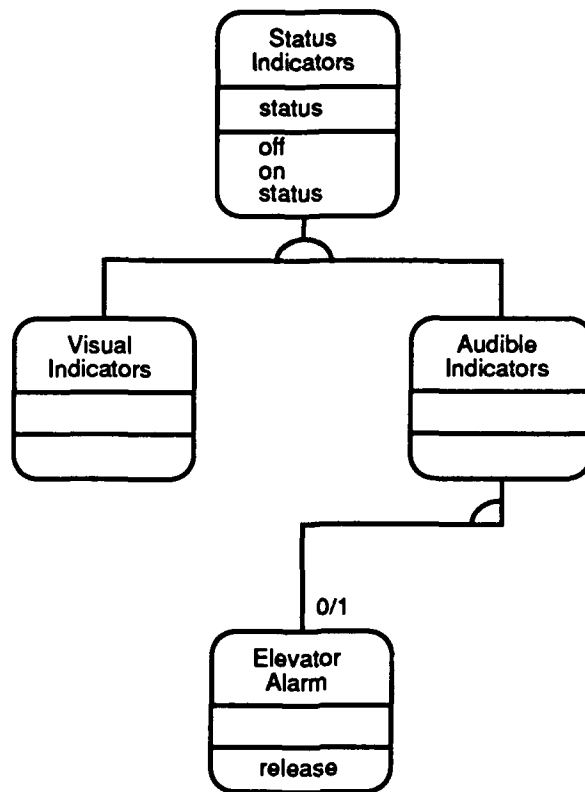 Status
Indicators
status
off
on
status
Visual
Indicators
Audible
Indicators
0/1
Elevator
Alarm
release